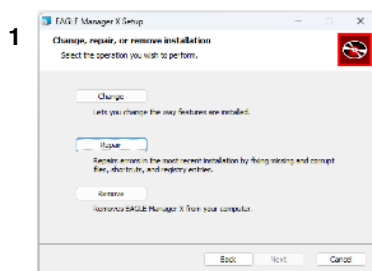 1
EAGLE Manager X Setup
Change, repair, or remove installation
Select the operation you wish to perform.
Change
Lets you change the way features are installed.
Repair
Repairs errors in the most recent installation by fixing missing and corrupt
files, shortcuts, and registry entries.
Remove
Removes EAGLE Manager X from your computer.
Back Next Cancel